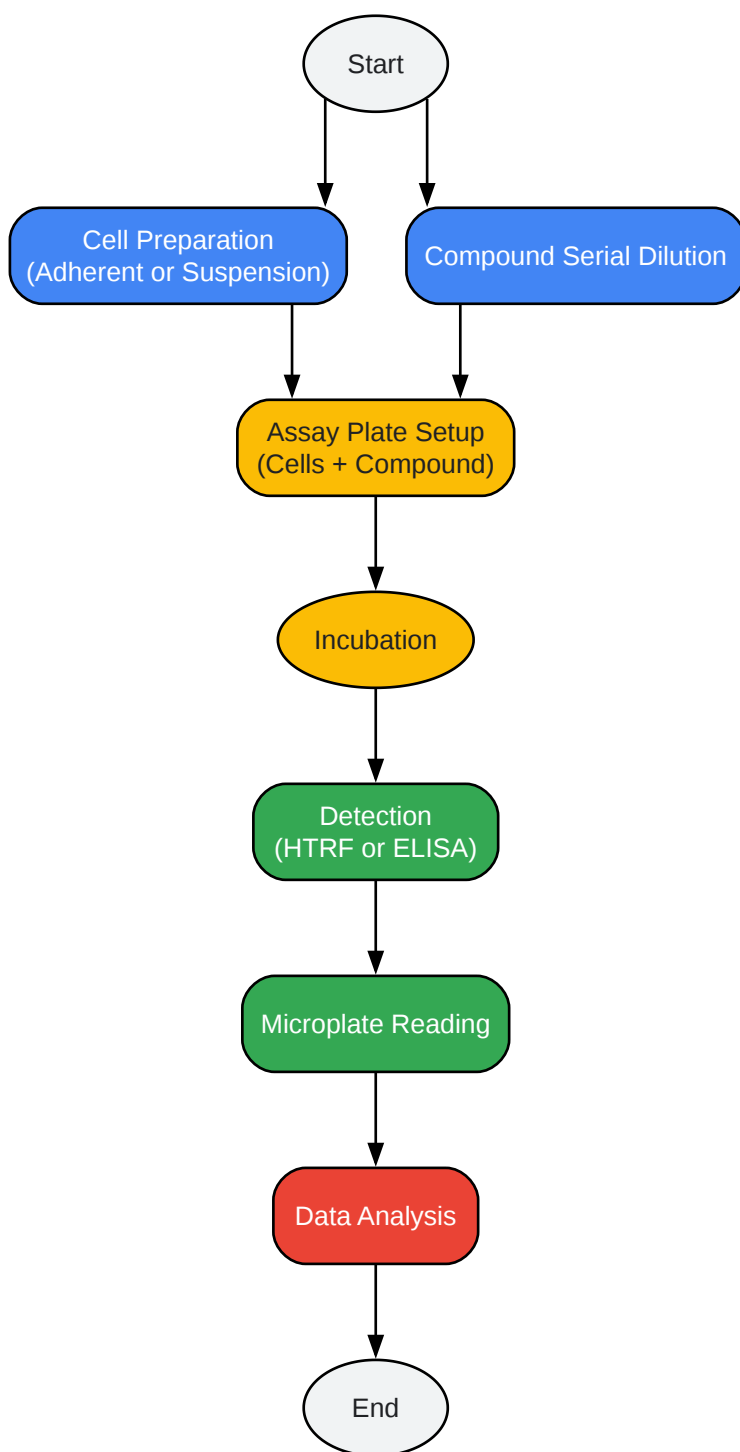 Start
Cell Preparation
(Adherent or Suspension)
Compound Serial Dilution
Assay Plate Setup
(Cells + Compound)
Incubation
Detection
(HTRF or ELISA)
Microplate Reading
Data Analysis
End